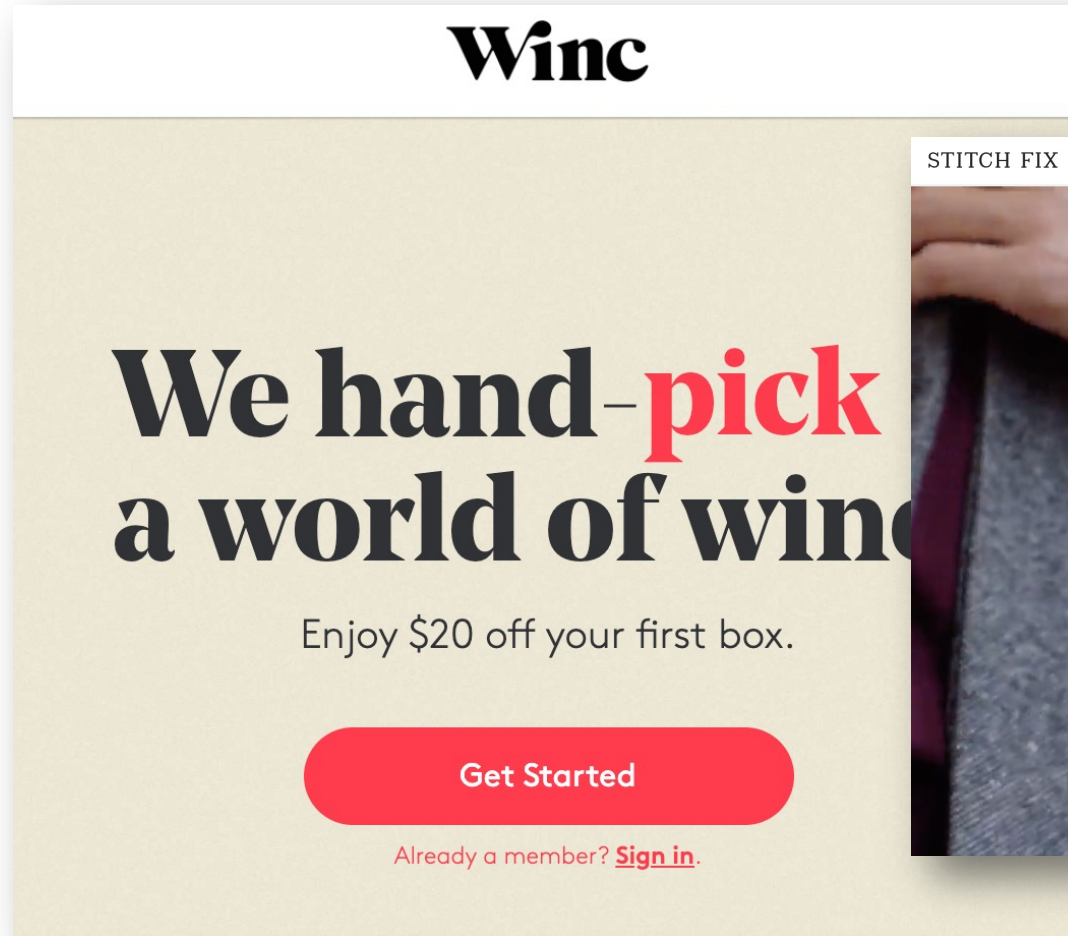 Winc
STITCH FIX
We hand-pick
a world of
Enjoy $20 off your first box.
Get Started
Already a member? Sign in.